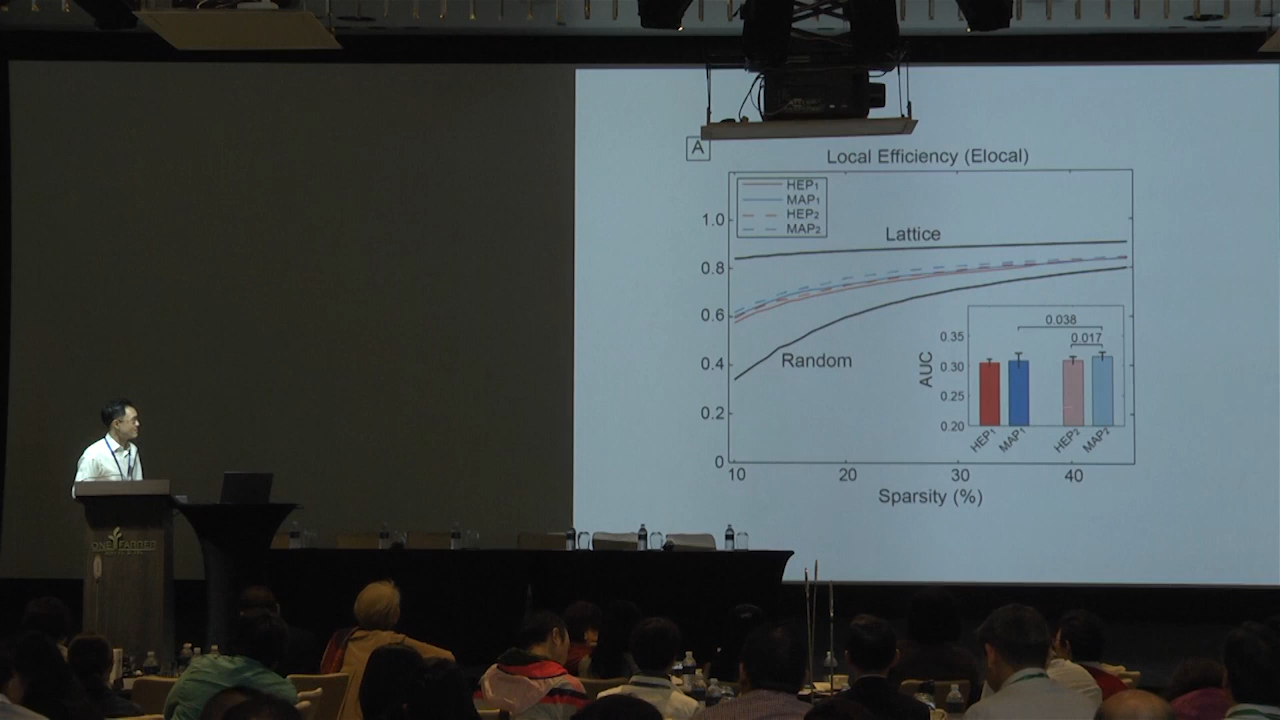 A
Local Efficiency (Elocal)
HEP1
MAP1
HEP2
MAP2
1.0
0.8
0.6
0.4
0.2
0
Lattice
Random
10
20
30
40
Sparsity (%)
AUC
0.35
0.30
0.25
0.20
0.038
0.017
HEP1
MAP1
HEP2
MAP2
ONE FARRER